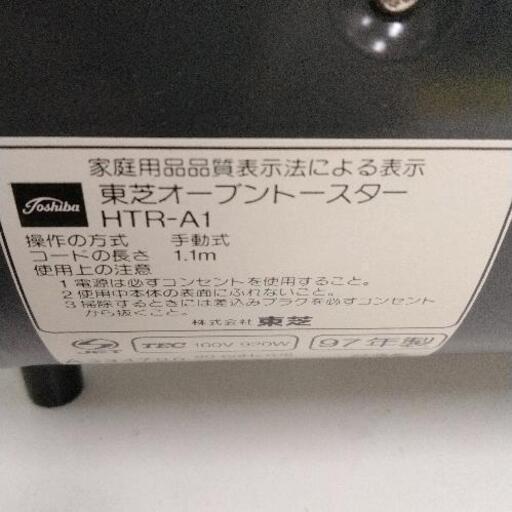 家庭用品品質表示法による表示
Toshiba
東芝オーブントースター
HTR-A1
操作の方式 手動式
コードの長さ 1.1m
使用上の注意
1 電源は必ずコンセントを使用すること。
2 使用中本体の表面にふれないこと。
3 掃除するときには差込みプラグを必ずコンセント
から抜くこと。
株式会社 東芝
JET TEC 100V 920W 97年製